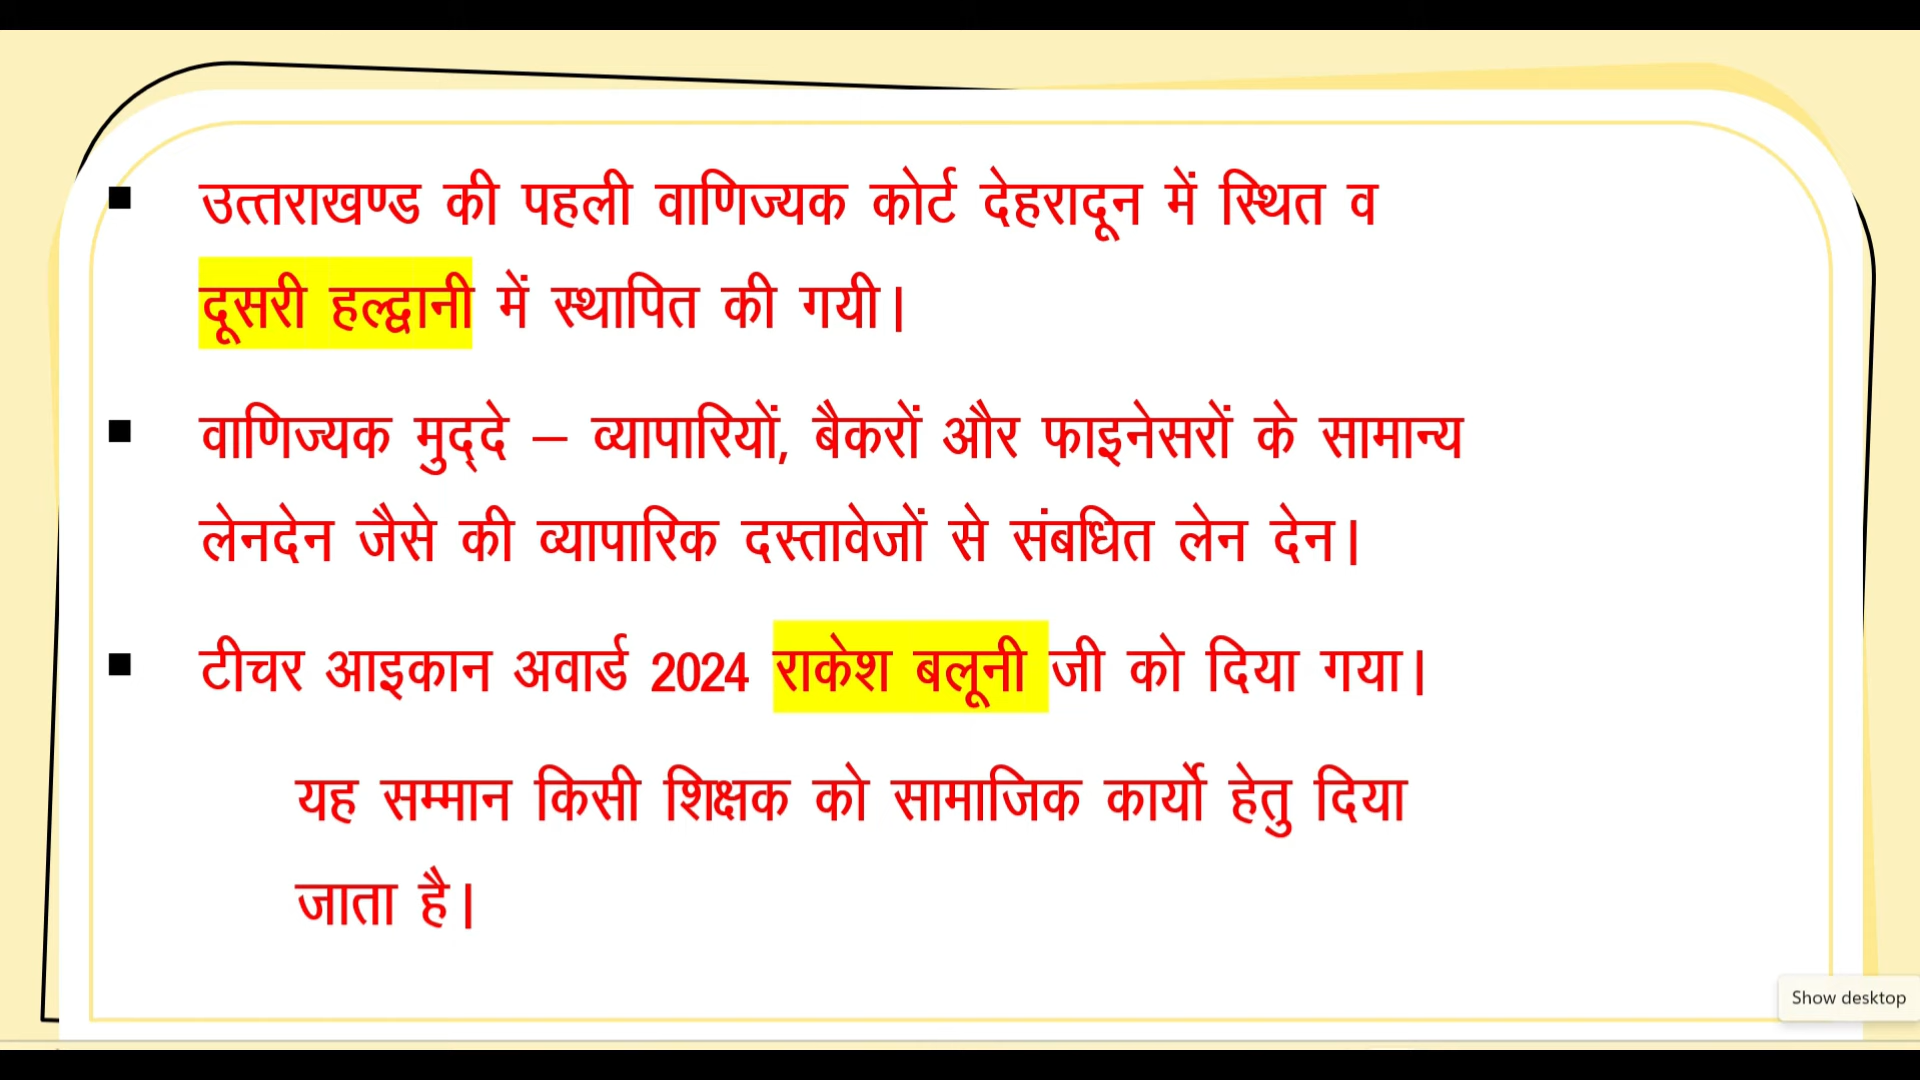 ▪ उत्तराखण्ड की पहली वाणिज्यक कोर्ट देहरादून में स्थित व
दूसरी हल्द्वानी में स्थापित की गयी।
▪ वाणिज्यक मुद्दे – व्यापारियों, बैकरों और फाइनेसरों के सामान्य
लेनदेन जैसे की व्यापारिक दस्तावेजों से संबधित लेन देन।
▪ टीचर आइकान अवार्ड 2024 राकेश बलूनी जी को दिया गया।
यह सम्मान किसी शिक्षक को सामाजिक कार्यो हेतु दिया
जाता है।
Show desktop